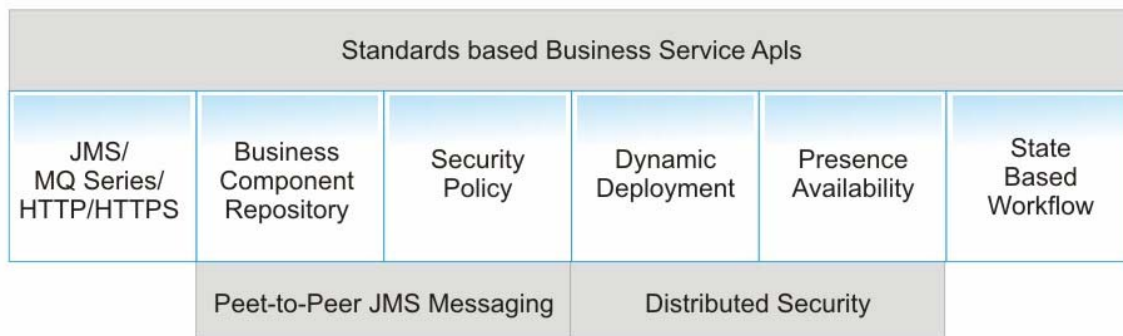 Standards based Business Service Apls
JMS/
MQ Series/
HTTP/HTTPS
Business
Component
Repository
Security
Policy
Dynamic
Deployment
Presence
Availability
State
Based
Workflow
Peet-to-Peer JMS Messaging
Distributed Security